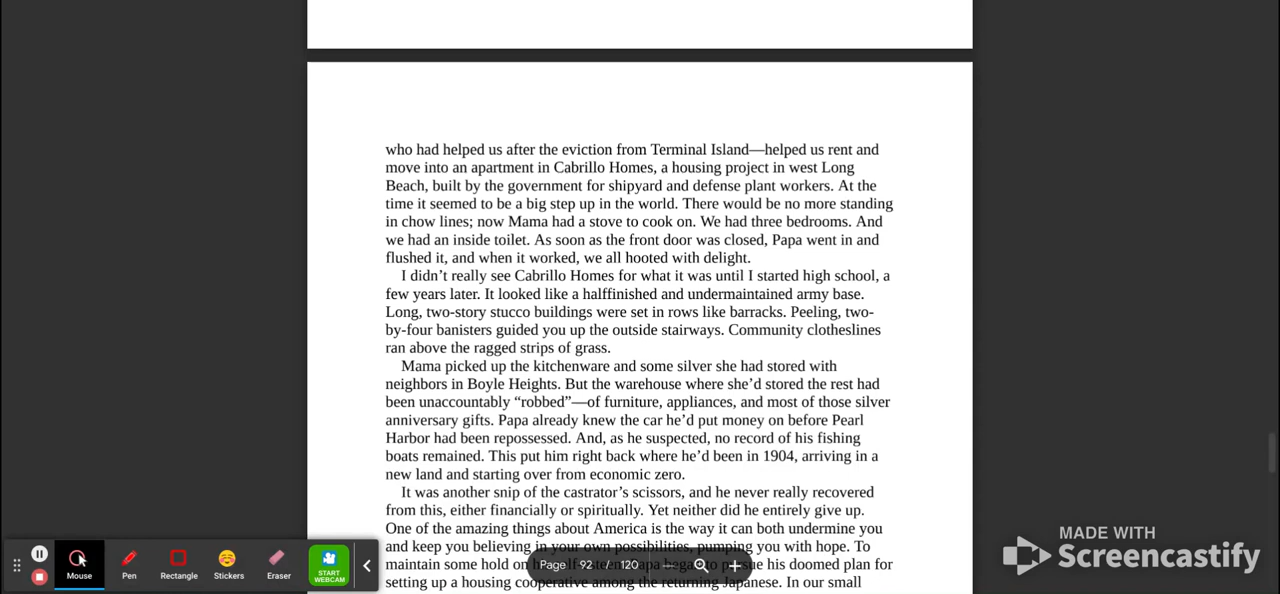 who had helped us after the eviction from Terminal Island—helped us rent and
move into an apartment in Cabrillo Homes, a housing project in west Long
Beach, built by the government for shipyard and defense plant workers. At the
time it seemed to be a big step up in the world. There would be no more standing
in chow lines; now Mama had a stove to cook on. We had three bedrooms. And
we had an inside toilet. As soon as the front door was closed, Papa went in and
flushed it, and when it worked, we all hooted with delight.
I didn’t really see Cabrillo Homes for what it was until I started high school, a
few years later. It looked like a halffinished and undermaintained army base.
Long, two-story stucco buildings were set in rows like barracks. Peeling, two-
by-four banisters guided you up the outside stairways. Community clotheslines
ran above the ragged strips of grass.
Mama picked up the kitchenware and some silver she had stored with
neighbors in Boyle Heights. But the warehouse where she’d stored the rest had
been unaccountably “robbed”—of furniture, appliances, and most of those silver
anniversary gifts. Papa already knew the car he’d put money on before Pearl
Harbor had been repossessed. And, as he suspected, no record of his fishing
boats remained. This put him right back where he’d been in 1904, arriving in a
new land and starting over from economic zero.
It was another snip of the castrator’s scissors, and he never really recovered
from this, either financially or spiritually. Yet neither did he entirely give up.
One of the amazing things about America is the way it can both undermine you
and keep you believing in your own possibilities, pumping you with hope. To
maintain some hold on his self-esteem Papa began to pursue his doomed plan for
setting up a housing cooperative among the returning Japanese. In our small
Page 92 / 120
Mouse
Pen
Rectangle
Stickers
Eraser
START
WEBCAM
MADE WITH
Screencastify